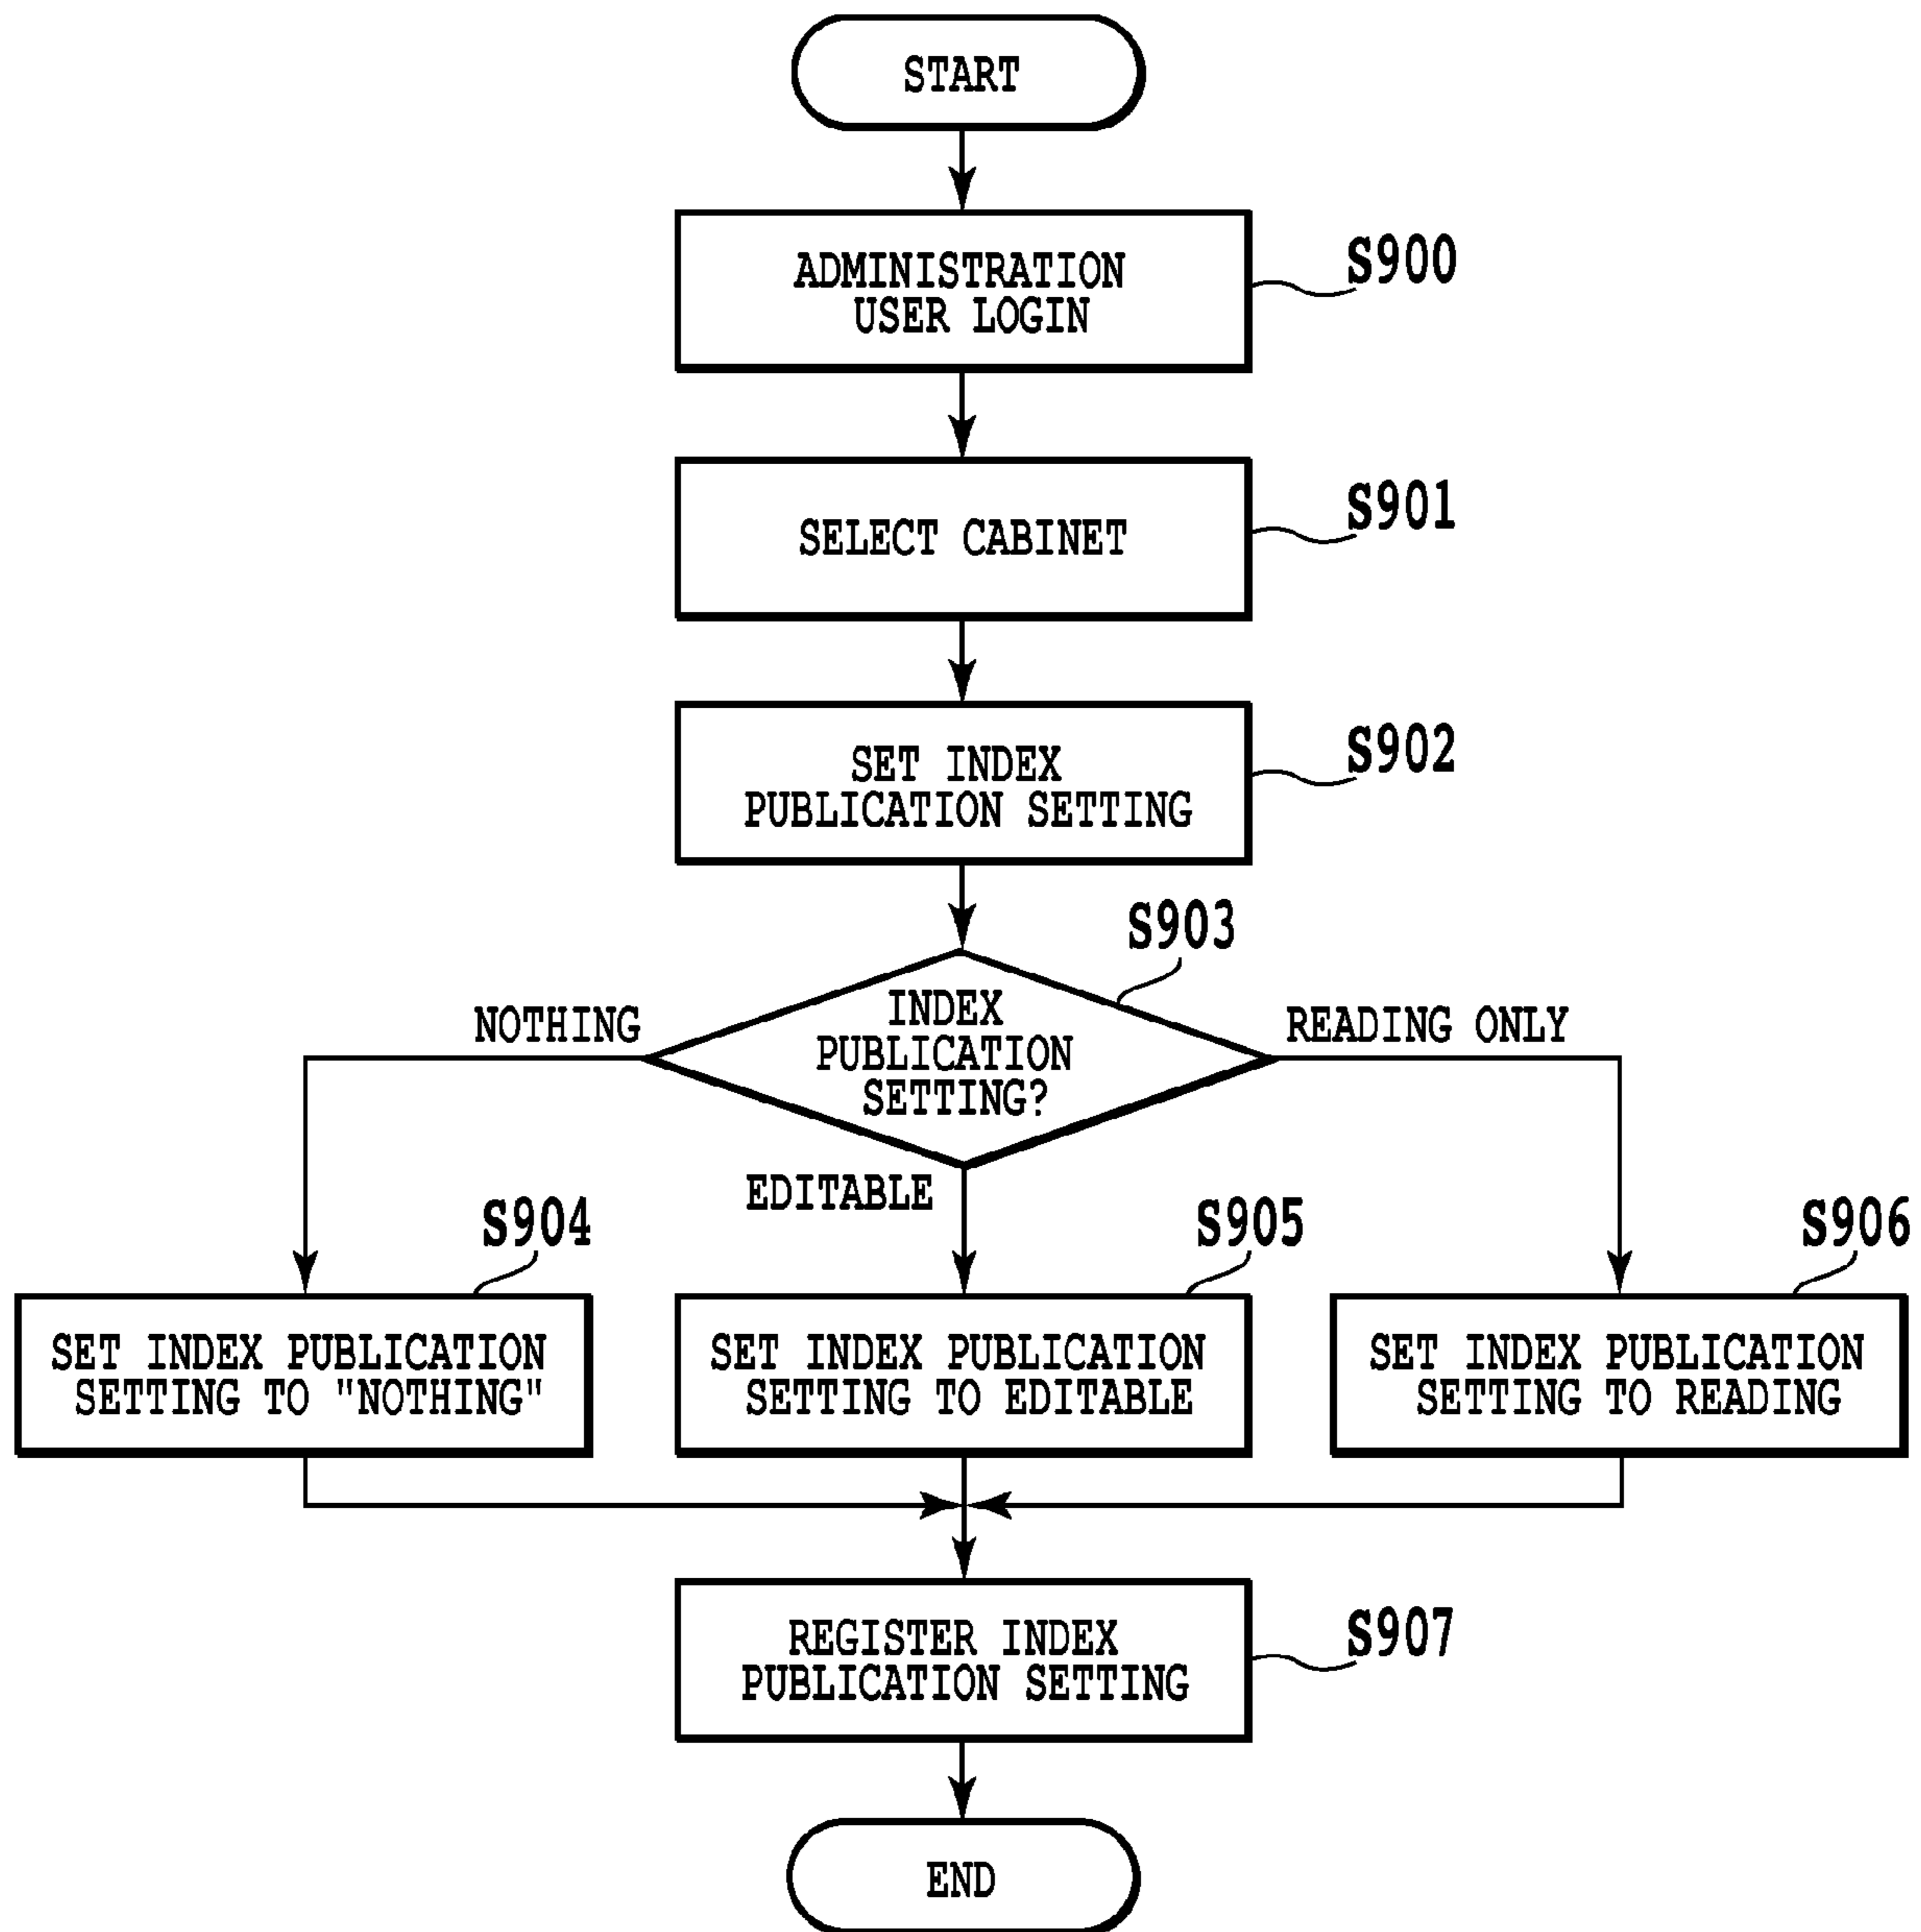 START
ADMINISTRATION
USER LOGIN
S900
SELECT CABINET
S901
SET INDEX
PUBLICATION SETTING
S902
S903
INDEX
PUBLICATION
SETTING?
NOTHING
READING ONLY
EDITABLE
S904
SET INDEX PUBLICATION
SETTING TO "NOTHING"
S905
SET INDEX PUBLICATION
SETTING TO EDITABLE
S906
SET INDEX PUBLICATION
SETTING TO READING
REGISTER INDEX
PUBLICATION SETTING
S907
END